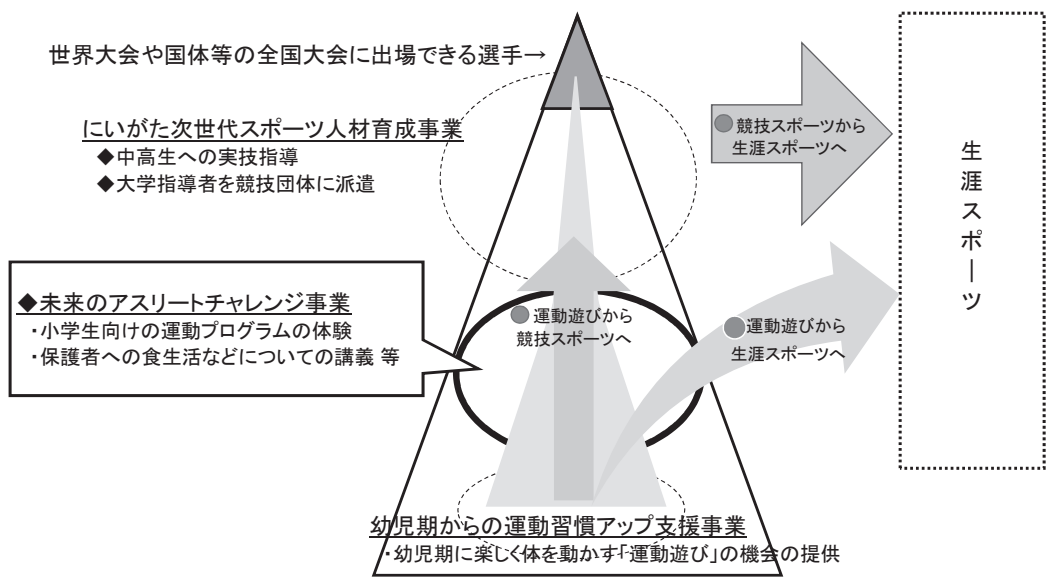 世界大会や国体等の全国大会に出場できる選手→
にいがた次世代スポーツ人材育成事業
◆中高生への実技指導
◆大学指導者を競技団体に派遣
●競技スポーツから
生涯スポーツへ
生涯スポーツ
◆未来のアスリートチャレンジ事業
・小学生向けの運動プログラムの体験
・保護者への食生活などについての講義 等
●運動遊びから
競技スポーツへ
●運動遊びから
生涯スポーツへ
幼児期からの運動習慣アップ支援事業
・幼児期に楽しく体を動かす「運動遊び」の機会の提供